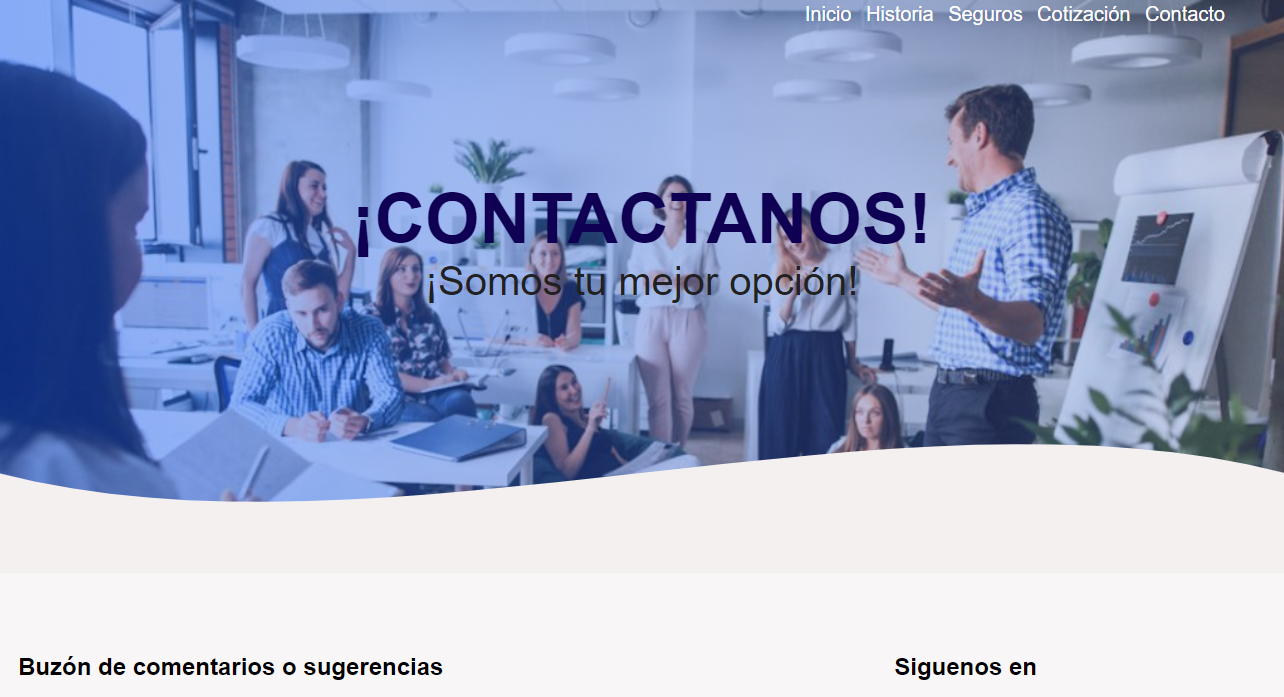 Inicio Historia Seguros Cotización Contacto
¡CONTACTANOS!
¡Somos tu mejor opción!
Buzón de comentarios o sugerencias
Siguenos en